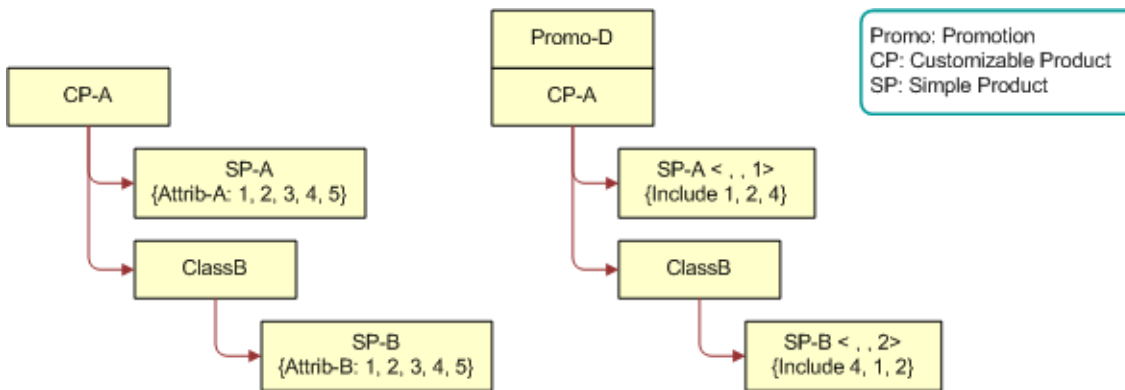 CP-A
SP-A
{Attrib-A: 1, 2, 3, 4, 5}
ClassB
SP-B
{Attrib-B: 1, 2, 3, 4, 5}
Promo-D
CP-A
SP-A < , , 1>
{Include 1, 2, 4}
ClassB
SP-B < , , 2>
{Include 4, 1, 2}
Promo: Promotion
CP: Customizable Product
SP: Simple Product